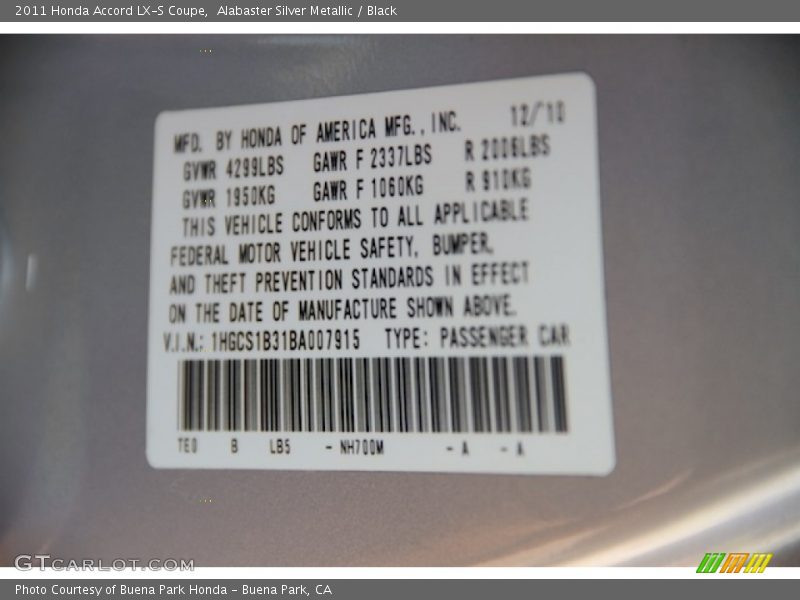 2011 Honda Accord LX-S Coupe, Alabaster Silver Metallic / Black
MFD. BY HONDA OF AMERICA MFG., INC. 12/10
GVWR 4299LBS GAWR F 2337LBS R 2006LBS
GVWR 1950KG GAWR F 1060KG R 910KG
THIS VEHICLE CONFORMS TO ALL APPLICABLE
FEDERAL MOTOR VEHICLE SAFETY, BUMPER,
AND THEFT PREVENTION STANDARDS IN EFFECT
ON THE DATE OF MANUFACTURE SHOWN ABOVE.
V.I.N.: 1HGCS1B31BA007915 TYPE: PASSENGER CAR
TE0 B LB5 - NH700M - A - A
GTCARLOT.COM
Photo Courtesy of Buena Park Honda - Buena Park, CA